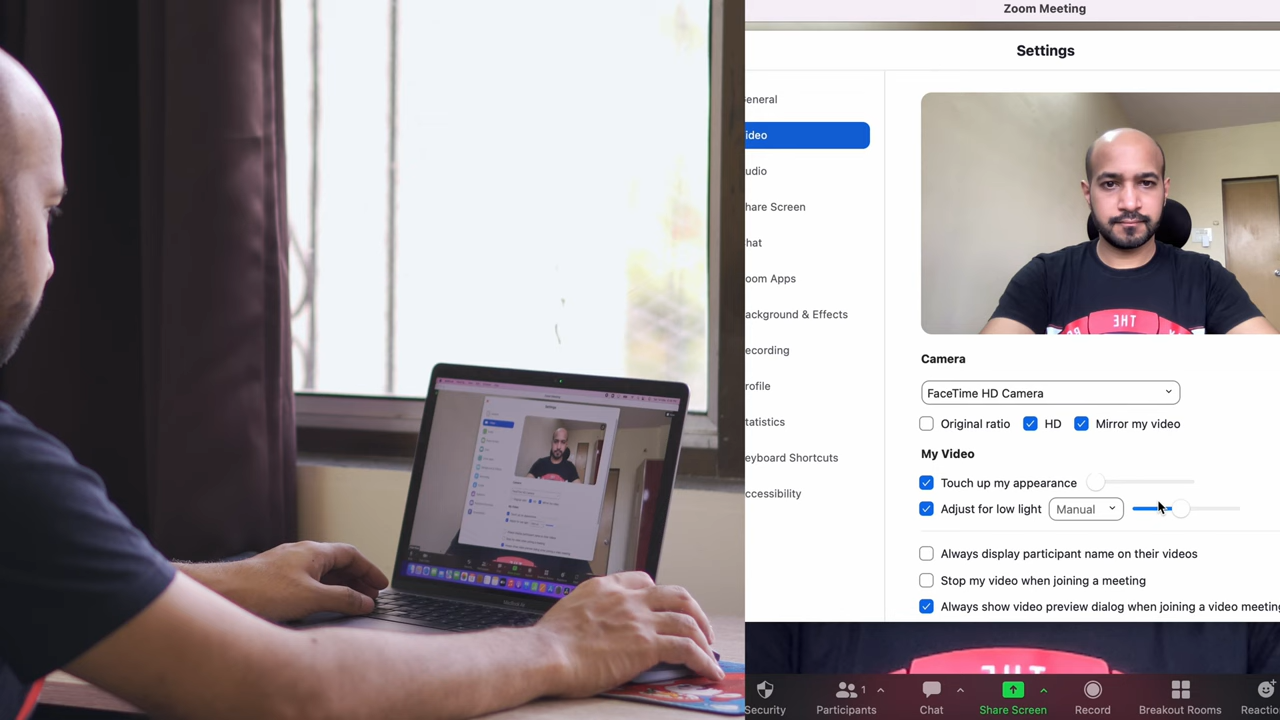 Zoom Meeting
Settings
eneral
ideo
udio
hare Screen
hat
oom Apps
ackground & Effects
ecording
rofile
tatistics
eyboard Shortcuts
ccessibility
THE
Camera
FaceTime HD Camera
Original ratio HD Mirror my video
My Video
Touch up my appearance
Adjust for low light Manual
Always display participant name on their videos
Stop my video when joining a meeting
Always show video preview dialog when joining a video meeting
THE
Security Participants 1 Chat Share Screen Record Breakout Rooms Reactio